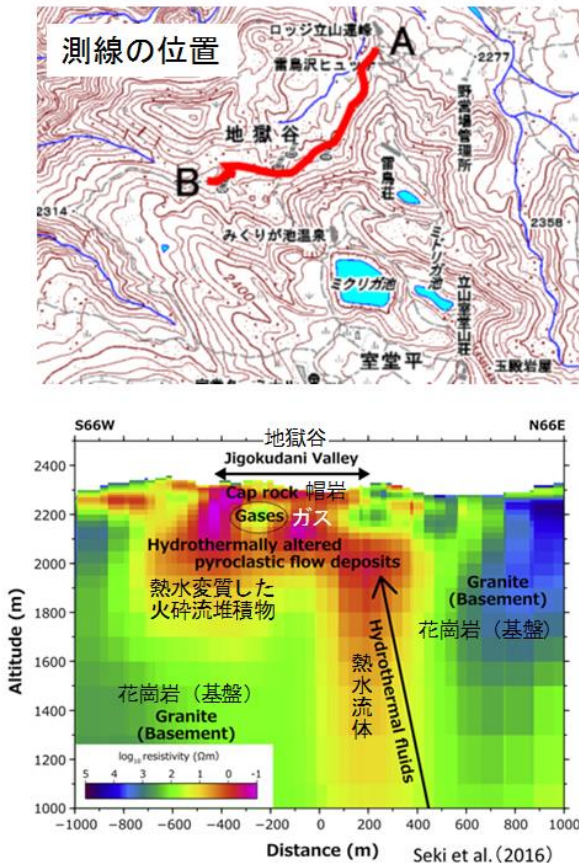 測線の位置
ロッジ立山連峰
A
雷鳥沢ヒュッテ
2277
野営場管理所
地獄谷
B
雷鳥荘
2314
みくりが池温泉
2358
ミクリガ池
ミドリガ池
2400
立山室堂山荘
室堂平
玉殿岩屋
S66W
地獄谷
N66E
Jigokudani Valley
Cap rock 帽岩
Gases ガス
Hydrothermally altered
pyroclastic flow deposits
熱水変質した
火砕流堆積物
Granite
(Basement)
花崗岩（基盤）
熱水流体
Hydrothermal fluids
花崗岩（基盤）
Granite
(Basement)
log10 resistivity (Ωm)
5 4 3 2 1 0 -1
Altitude (m)
2400
2200
2000
1800
1600
1400
1200
1000
−1000 −800 −600 −400 −200 0 200 400 600 800 1000
Distance (m)
Seki et al.（2016）